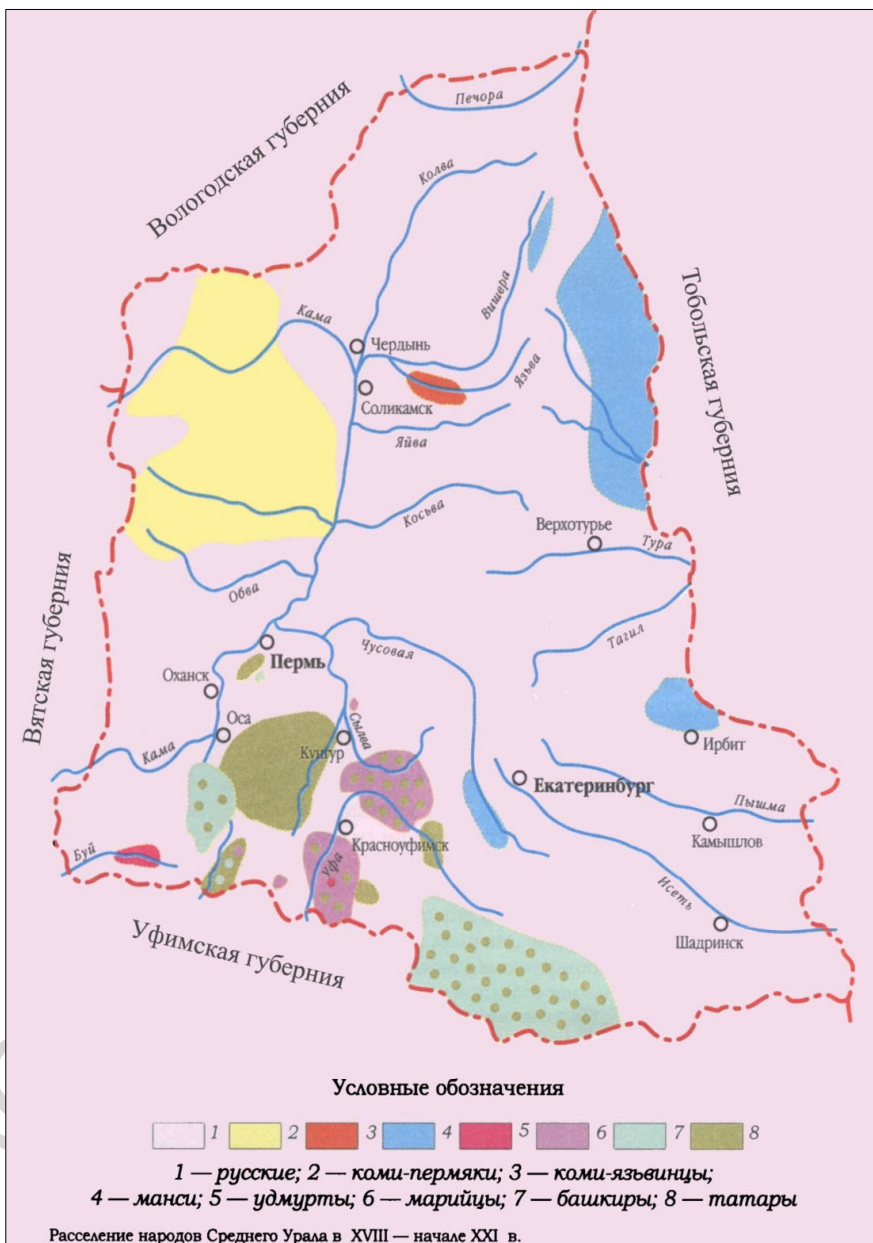 Печора
Вологодская губерния
Колва
Вишера
Тобольская губерния
Кама
Чердынь
Язьва
Соликамск
Яйва
Косьва
Верхотурье
Тура
Обва
Вятская губерния
Тагил
Чусовая
Пермь
Оханск
Оса
Сылва
Кунгур
Ирбит
Кама
Екатеринбург
Пышма
Камышлов
Красноуфимск
Буй
Уфа
Исеть
Шадринск
Уфимская губерния
Условные обозначения
1 2 3 4 5 6 7 8
1 — русские; 2 — коми-пермяки; 3 — коми-язьвинцы;
4 — манси; 5 — удмурты; 6 — марийцы; 7 — башкиры; 8 — татары
Расселение народов Среднего Урала в XVIII — начале XXI в.